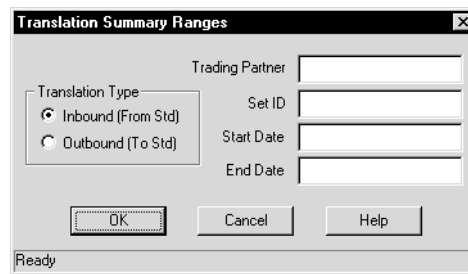 Translation Summary Ranges
Trading Partner
Translation Type
Inbound (From Std)
Outbound (To Std)
Set ID
Start Date
End Date
OK
Cancel
Help
Ready